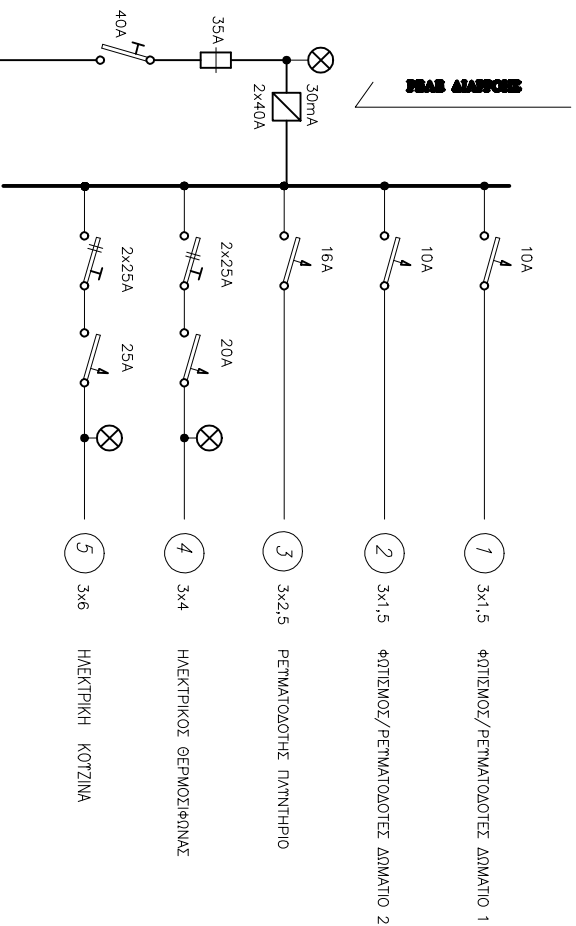 40A
35A
30mA
2x40A
ΡΕΛΕ ΔΙΑΡΡΟΗΣ
10A
1
3x1,5 ΦΩΤΙΣΜΟΣ/ΡΕΥΜΑΤΟΔΟΤΕΣ ΔΩΜΑΤΙΟ 1
10A
2
3x1,5 ΦΩΤΙΣΜΟΣ/ΡΕΥΜΑΤΟΔΟΤΕΣ ΔΩΜΑΤΙΟ 2
16A
3
3x2,5 ΡΕΥΜΑΤΟΔΟΤΗΣ ΠΛΥΝΤΗΡΙΟ
2x25A
20A
4
3x4 ΗΛΕΚΤΡΙΚΟΣ ΘΕΡΜΟΣΙΦΩΝΑΣ
2x25A
25A
5
3x6 ΗΛΕΚΤΡΙΚΗ ΚΟΥΖΙΝΑ